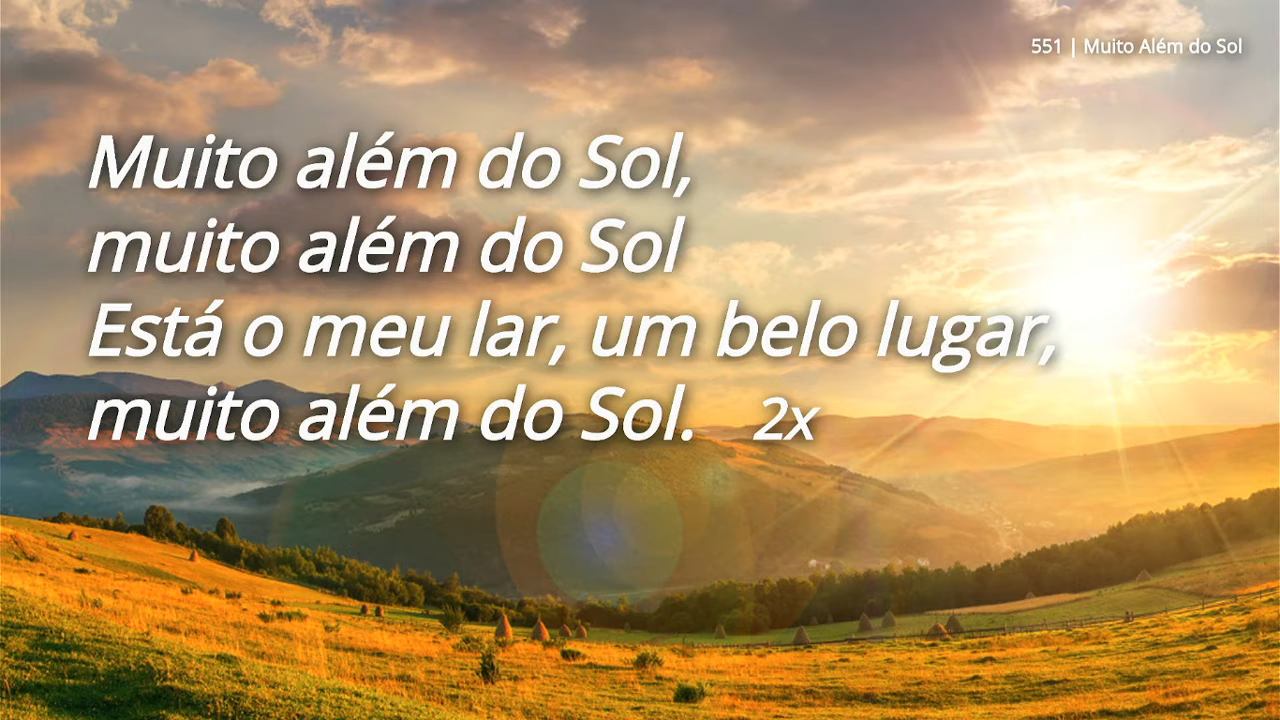 551 | Muito Além do Sol
Muito além do Sol,
muito além do Sol
Está o meu lar, um belo lugar,
muito além do Sol. 2x